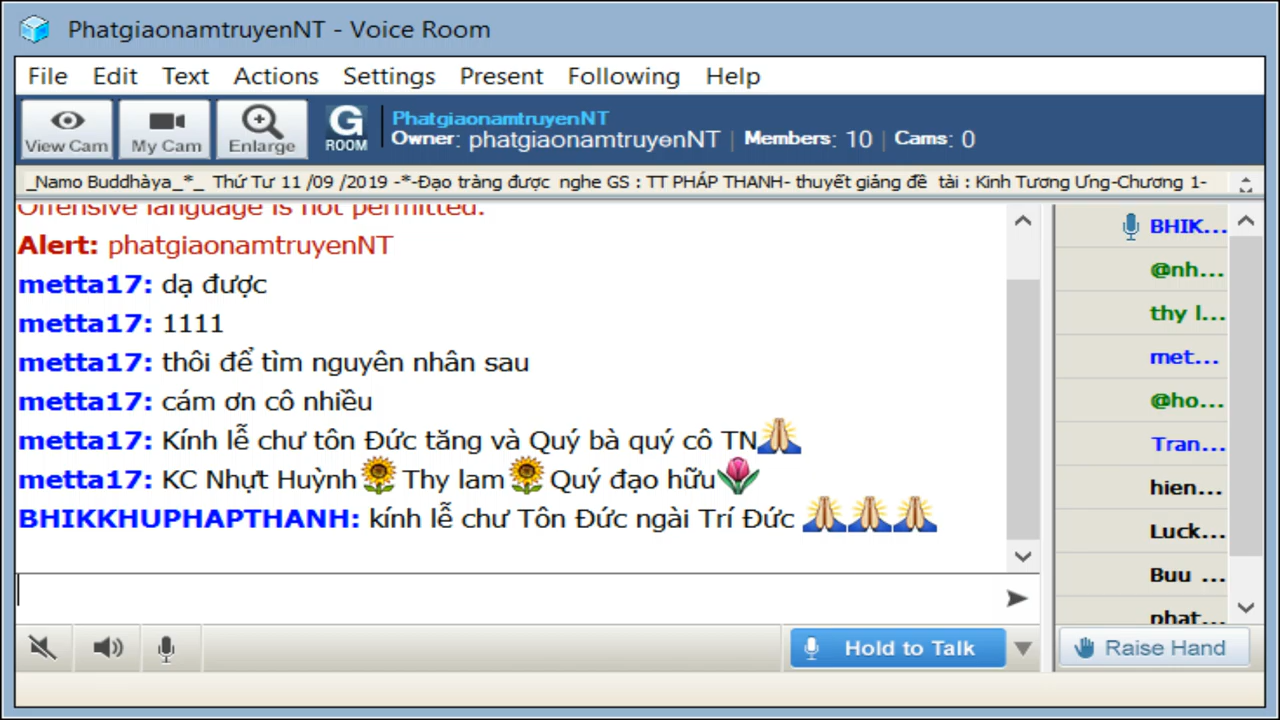 PhatgiaonamtruyenNT - Voice Room
File Edit Text Actions Settings Present Following Help
View Cam
My Cam
Enlarge
G ROOM
PhatgiaonamtruyenNT
Owner: phatgiaonamtruyenNT | Members: 10 | Cams: 0
_Namo Buddhàya_*_ Thứ Tư 11 /09 /2019 -*-Đạo tràng được nghe GS : TT PHÁP THANH- thuyết giảng đề tài : Kinh Tương Ưng-Chương 1-
Offensive language is not permitted.
Alert: phatgiaonamtruyenNT
metta17: dạ được
metta17: 1111
metta17: thôi để tìm nguyên nhân sau
metta17: cám ơn cô nhiều
metta17: Kính lễ chư tôn Đức tăng và Quý bà quý cô TN🙏
metta17: KC Nhựt Huỳnh🌻Thy lam🌻Quý đạo hữu🌷
BHIKKHUPHAPTHANH: kính lễ chư Tôn Đức ngài Trí Đức 🙏🙏🙏
BHIK...
@nh...
thy l...
met...
@ho...
Tran...
hien...
Luck...
Buu ...
phat...
Hold to Talk
Raise Hand